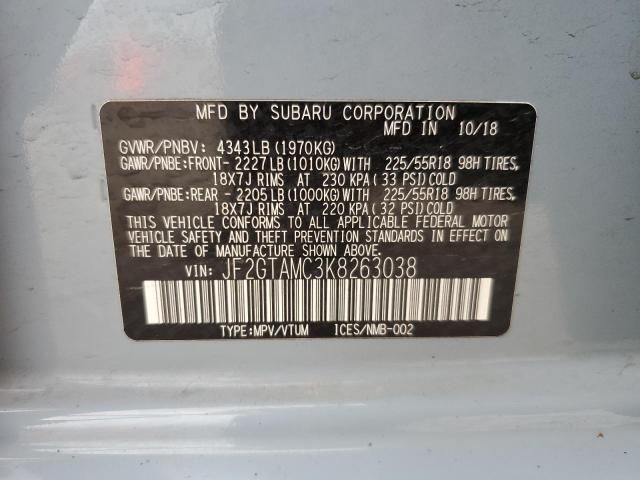 MFD BY SUBARU CORPORATION
MFD IN 10/18
GVWR/PNBV: 4343LB(1970KG)
GAWR/PNBE:FRONT- 2227LB(1010KG)WITH 225/55R18 98H TIRES,
18X7J RIMS AT 230 KPA(33 PSI)COLD
GAWR/PNBE:REAR - 2205LB(1000KG)WITH 225/55R18 98H TIRES,
18X7J RIMS AT 220 KPA(32 PSI)COLD
THIS VEHICLE CONFORMS TO ALL APPLICABLE FEDERAL MOTOR
VEHICLE SAFETY AND THEFT PREVENTION STANDARDS IN EFFECT ON
THE DATE OF MANUFACTURE SHOWN ABOVE.
VIN: JF2GTAMC3K8263038
TYPE:MPV/VTUM ICES/NMB-002